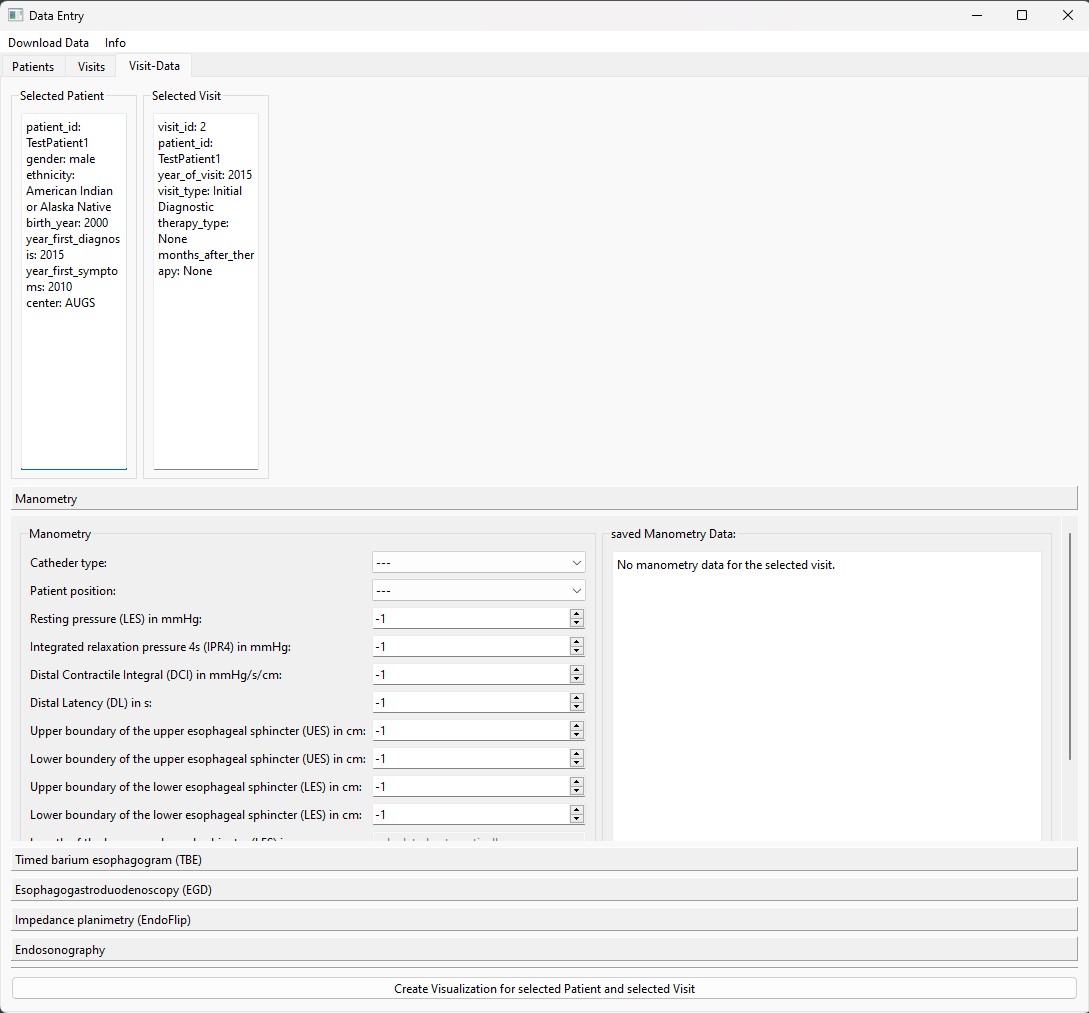 Data Entry
Download Data Info
Patients Visits Visit-Data
Selected Patient
patient_id:
TestPatient1
gender: male
ethnicity:
American Indian
or Alaska Native
birth_year: 2000
year_first_diagnos
is: 2015
year_first_sympto
ms: 2010
center: AUGS
Selected Visit
visit_id: 2
patient_id:
TestPatient1
year_of_visit: 2015
visit_type: Initial
Diagnostic
therapy_type:
None
months_after_ther
apy: None
Manometry
Manometry
Catheder type: ---
Patient position: ---
Resting pressure (LES) in mmHg: -1
Integrated relaxation pressure 4s (IPR4) in mmHg: -1
Distal Contractile Integral (DCI) in mmHg/s/cm: -1
Distal Latency (DL) in s: -1
Upper boundary of the upper esophageal sphincter (UES) in cm: -1
Lower boundery of the upper esophageal sphincter (UES) in cm: -1
Upper boundary of the lower esophageal sphincter (LES) in cm: -1
Lower boundery of the lower esophageal sphincter (LES) in cm: -1
saved Manometry Data:
No manometry data for the selected visit.
Timed barium esophagogram (TBE)
Esophagogastroduodenoscopy (EGD)
Impedance planimetry (EndoFlip)
Endosonography
Create Visualization for selected Patient and selected Visit